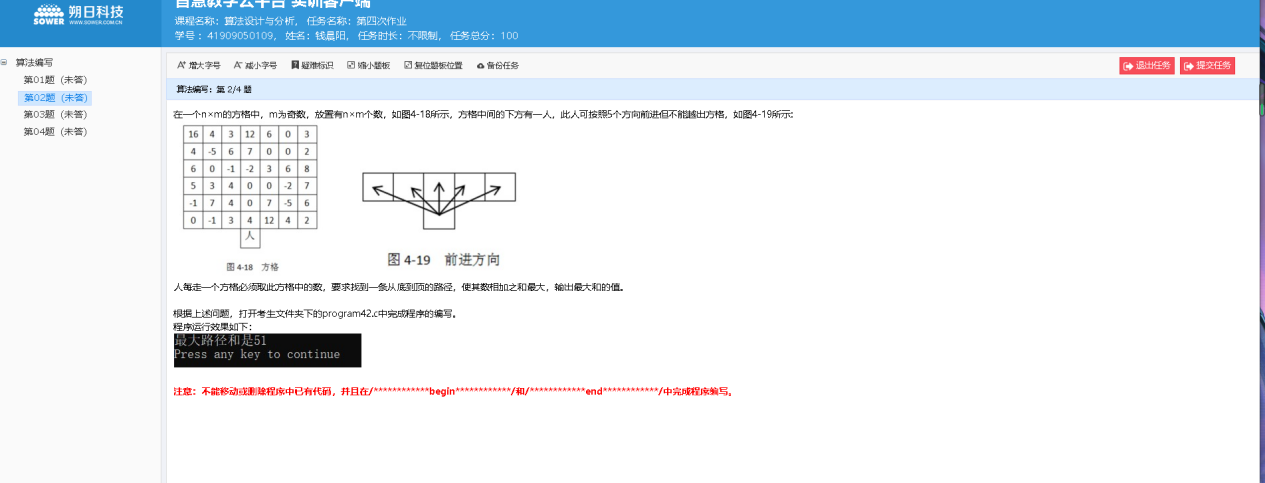 朔日科技
SOWER WWW.SOWER.COM.CN
智慧教学云平台 实训客户端
课程名称：算法设计与分析， 任务名称：第四次作业
学号 ：41909050109， 姓名：钱晨阳， 任务时长：不限制， 任务总分：100
算法编写
第01题 (未答)
第02题 (未答)
第03题 (未答)
第04题 (未答)
增大字号 减小字号 疑难标识 缩小题板 复位题板位置 备份任务 退出任务 提交任务
算法编写：第 2/4 题
在一个n×m的方格中，m为奇数，放置有n×m个数，如图4-18所示，方格中间的下方有一人，此人可按照5个方向前进但不能越出方格，如图4-19所示:
16 4 3 12 6 0 3
4 -5 6 7 0 0 2
6 0 -1 -2 3 6 8
5 3 4 0 0 -2 7
-1 7 4 0 7 -5 6
0 -1 3 4 12 4 2
人
图 4-18 方格
图 4-19 前进方向
人每走一个方格必须取此方格中的数，要求找到一条从底到顶的路径，使其数相加之和最大，输出最大和的值。
根据上述问题，打开考生文件夹下的program42.c中完成程序的编写。
程序运行效果如下：
最大路径和是51
Press any key to continue
注意：不能移动或删除程序中已有代码，并且在/************begin************/和/************end************/中完成程序编写。